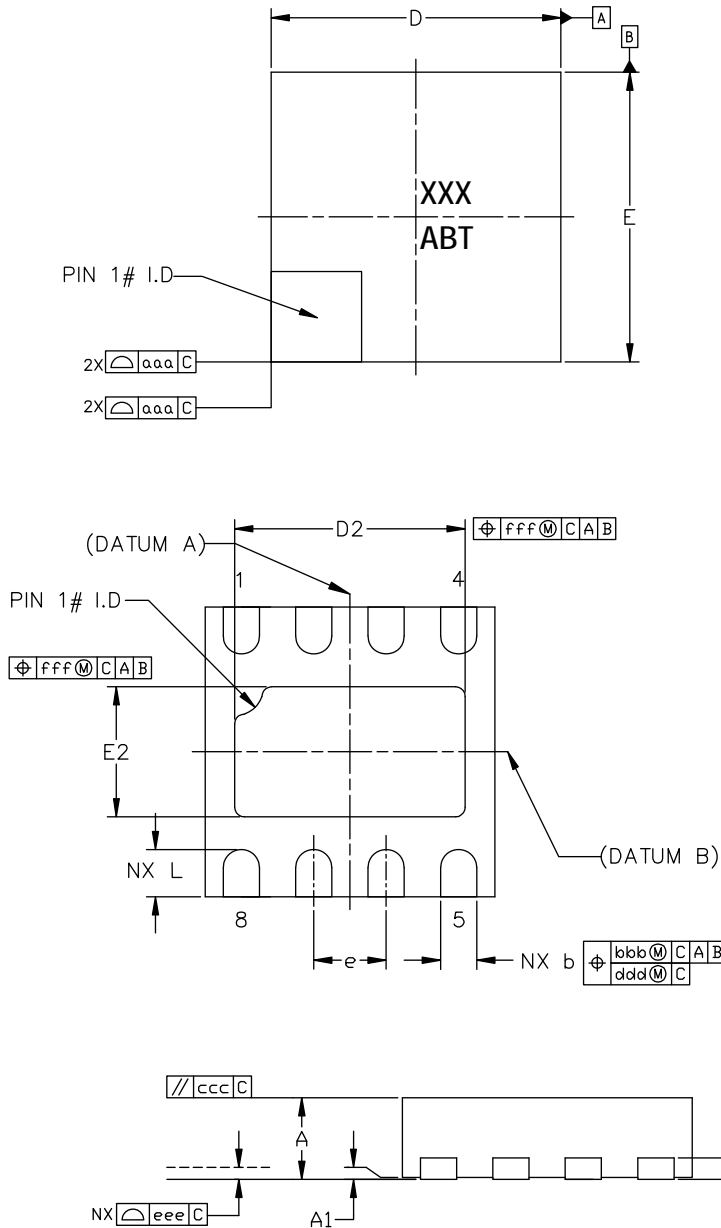 D
A
B
XXX
ABT
E
PIN 1# I.D
2X ⌓ aaa C
2X ⌓ aaa C
D2
⌖ fff Ⓜ C A B
(DATUM A)
1
4
PIN 1# I.D
⌖ fff Ⓜ C A B
E2
(DATUM B)
NX L
8
5
e
NX b
⌖ bbb Ⓜ C A B
ddd Ⓜ C
// ccc C
A
NX ⌓ eee C
A1